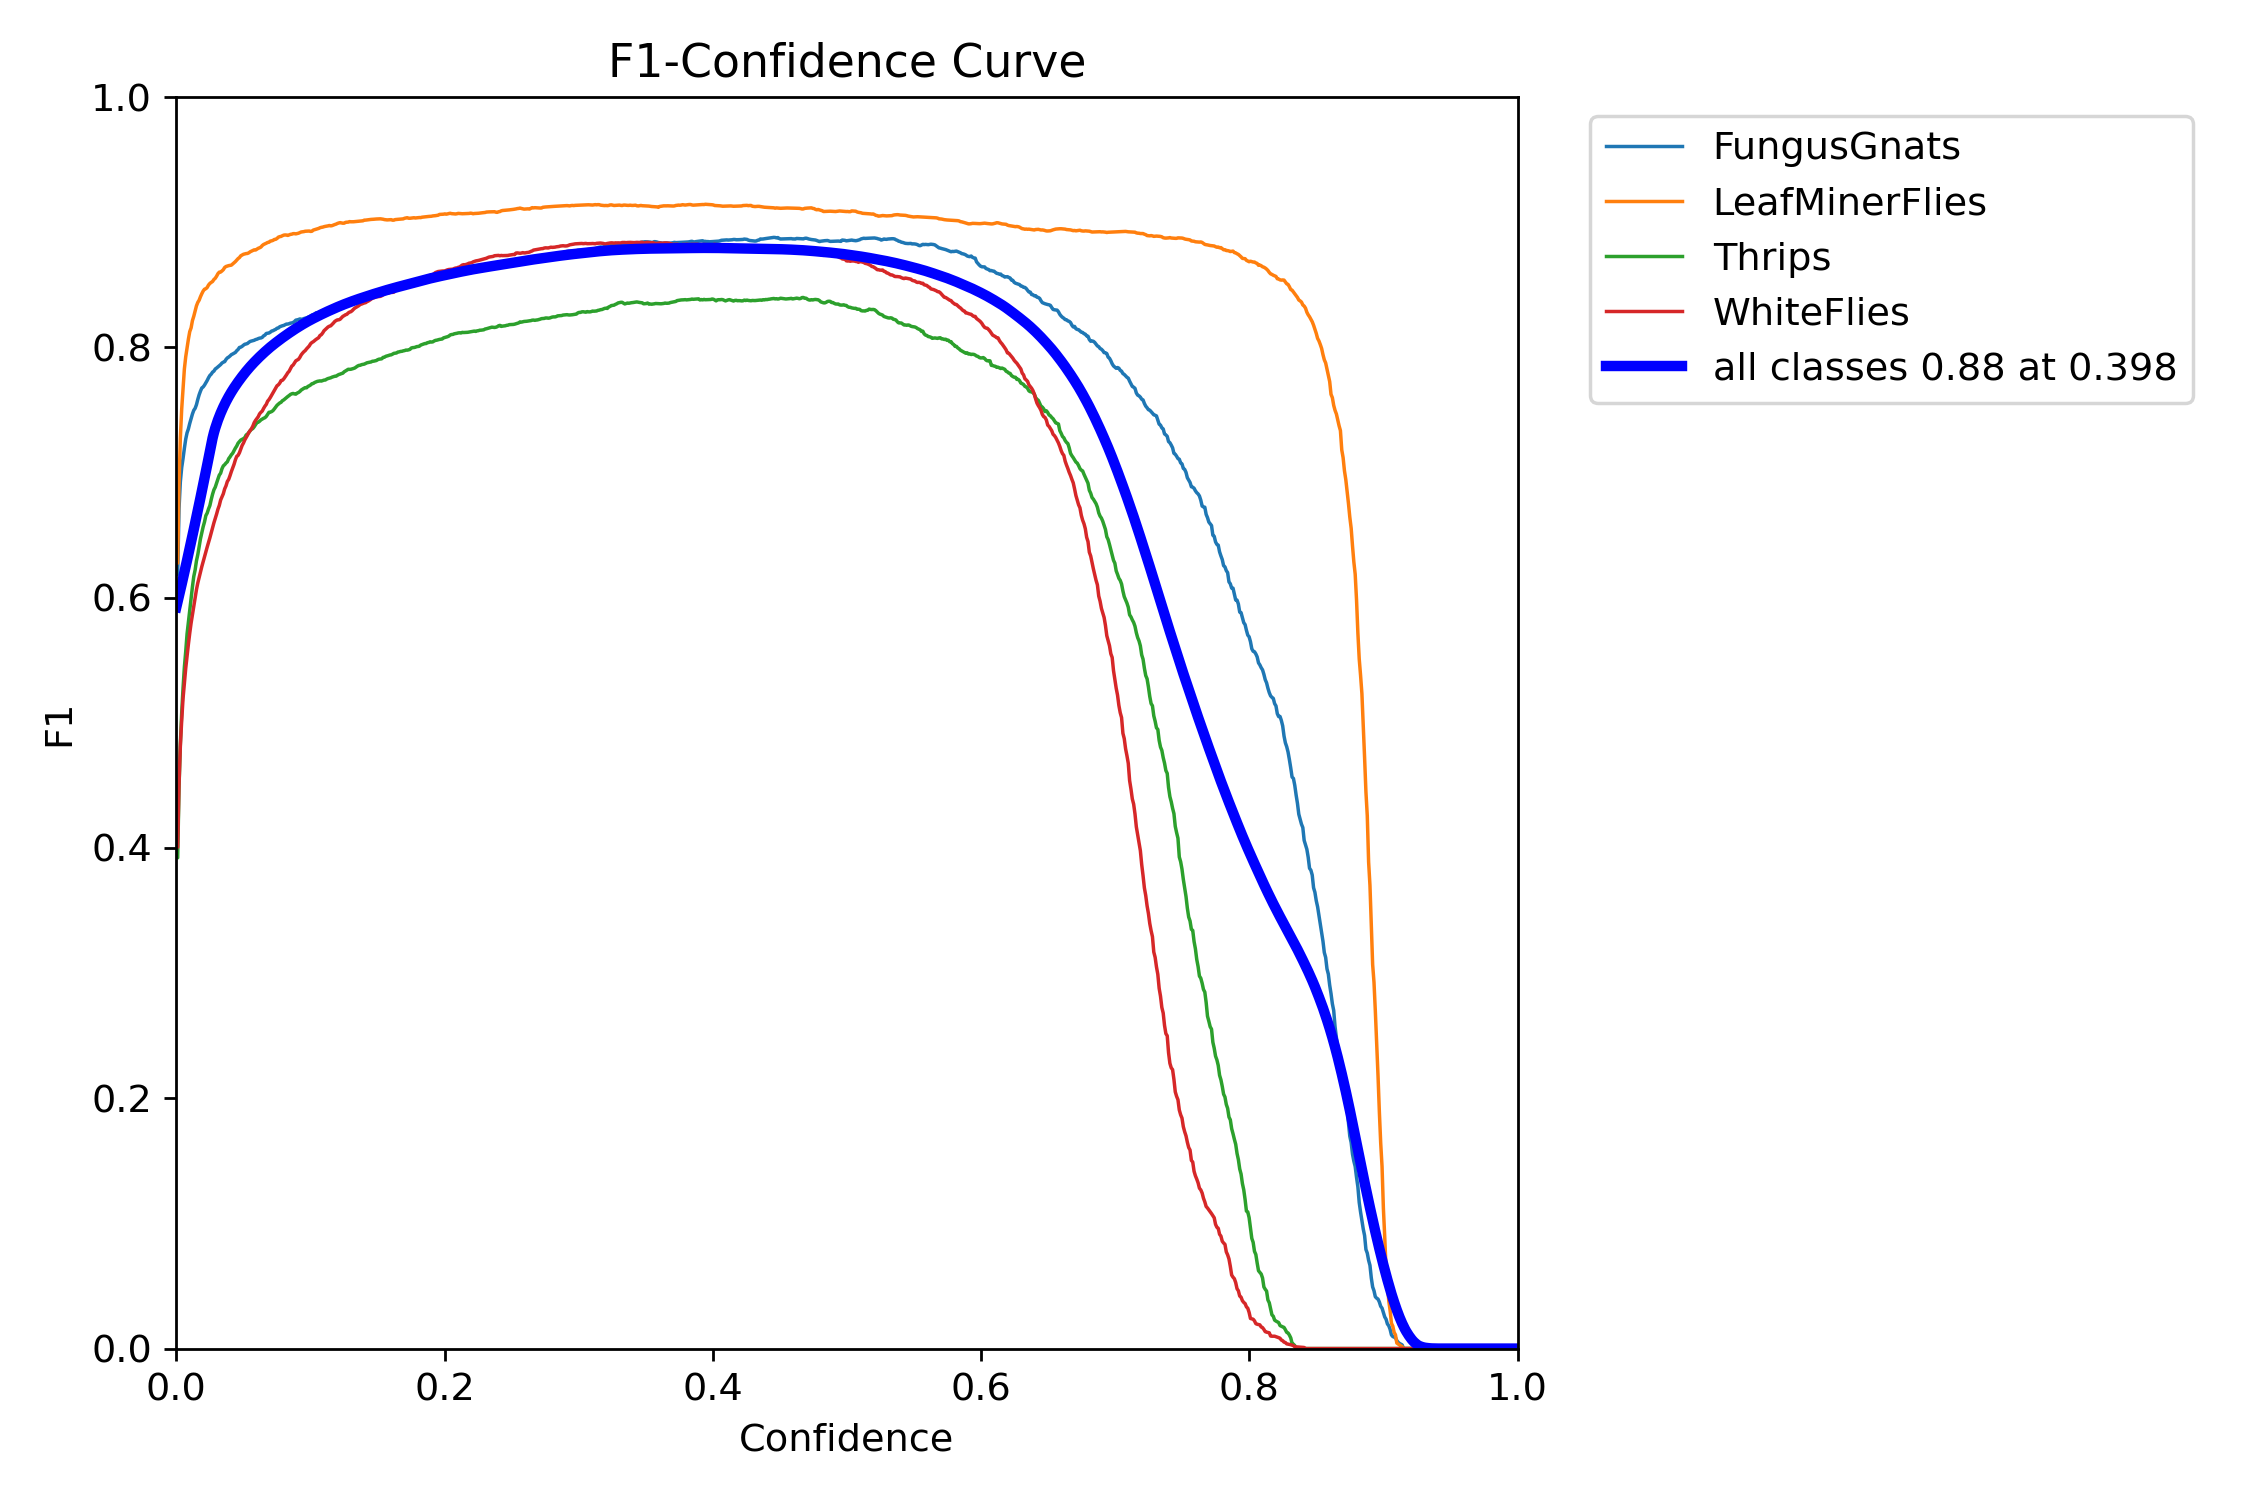 F1-Confidence Curve
1.0
0.8
0.6
0.4
0.2
0.0
F1
0.0 0.2 0.4 0.6 0.8 1.0
Confidence
FungusGnats
LeafMinerFlies
Thrips
WhiteFlies
all classes 0.88 at 0.398